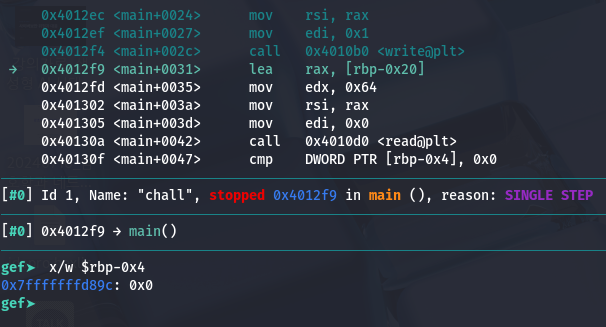 0x4012ec <main+0024> mov rsi, rax
0x4012ef <main+0027> mov edi, 0x1
0x4012f4 <main+002c> call 0x4010b0 <write@plt>
→ 0x4012f9 <main+0031> lea rax, [rbp-0x20]
0x4012fd <main+0035> mov edx, 0x64
0x401302 <main+003a> mov rsi, rax
0x401305 <main+003d> mov edi, 0x0
0x40130a <main+0042> call 0x4010d0 <read@plt>
0x40130f <main+0047> cmp DWORD PTR [rbp-0x4], 0x0
[#0] Id 1, Name: "chall", stopped 0x4012f9 in main (), reason: SINGLE STEP
[#0] 0x4012f9 → main()
gef➤ x/w $rbp-0x4
0x7fffffffd89c: 0x0
gef➤